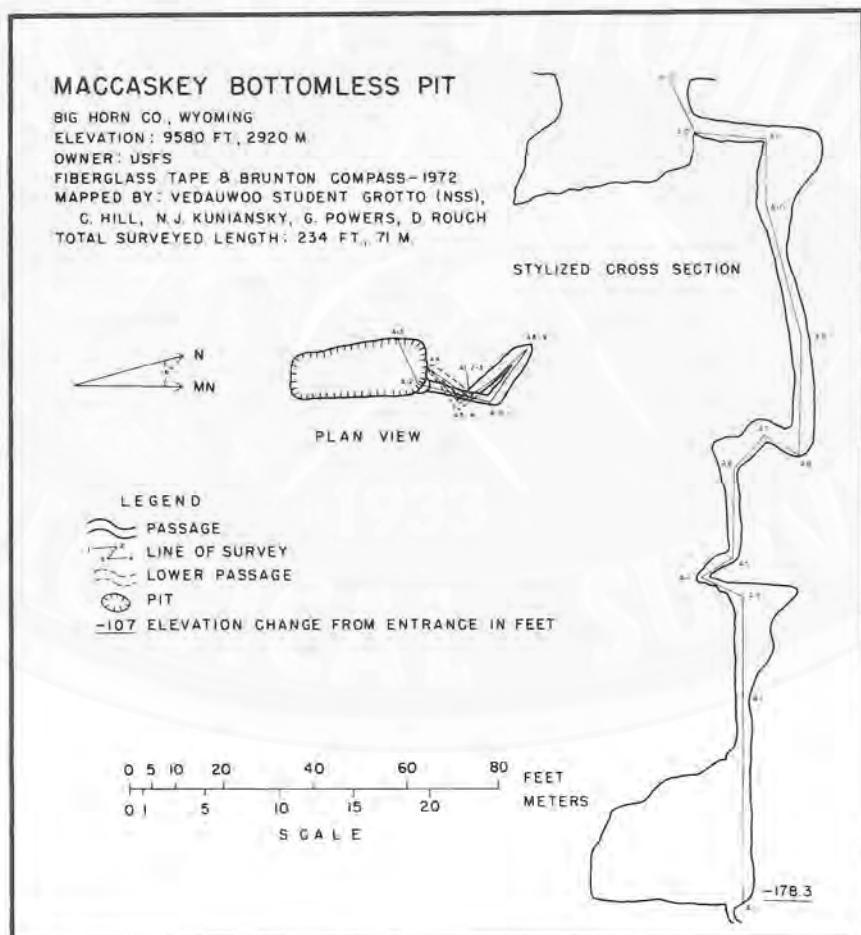 MACCASKEY BOTTOMLESS PIT
BIG HORN CO., WYOMING
ELEVATION: 9580 FT, 2920 M.
OWNER: USFS
FIBERGLASS TAPE & BRUNTON COMPASS-1972
MAPPED BY: VEDAUWOO STUDENT GROTTO (NSS),
C. HILL, N.J. KUNIANSKY, G. POWERS, D. ROUGH
TOTAL SURVEYED LENGTH: 234 FT., 71 M.
STYLIZED CROSS SECTION
N
MN
PLAN VIEW
LEGEND
PASSAGE
LINE OF SURVEY
LOWER PASSAGE
PIT
-107 ELEVATION CHANGE FROM ENTRANCE IN FEET
0 5 10 20 40 60 80 FEET
0 1 5 10 15 20 METERS
SCALE
-178.3
1933